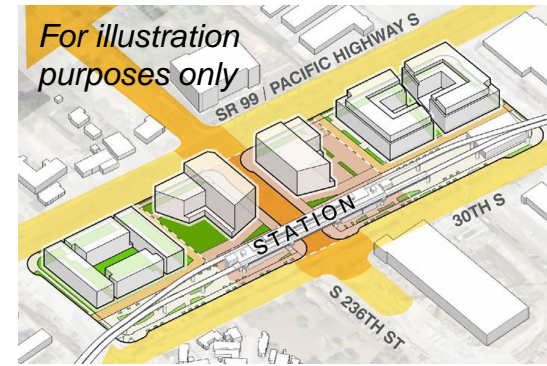 For illustration
purposes only
SR 99 / PACIFIC HIGHWAY S
STATION
30TH S
S 236TH ST